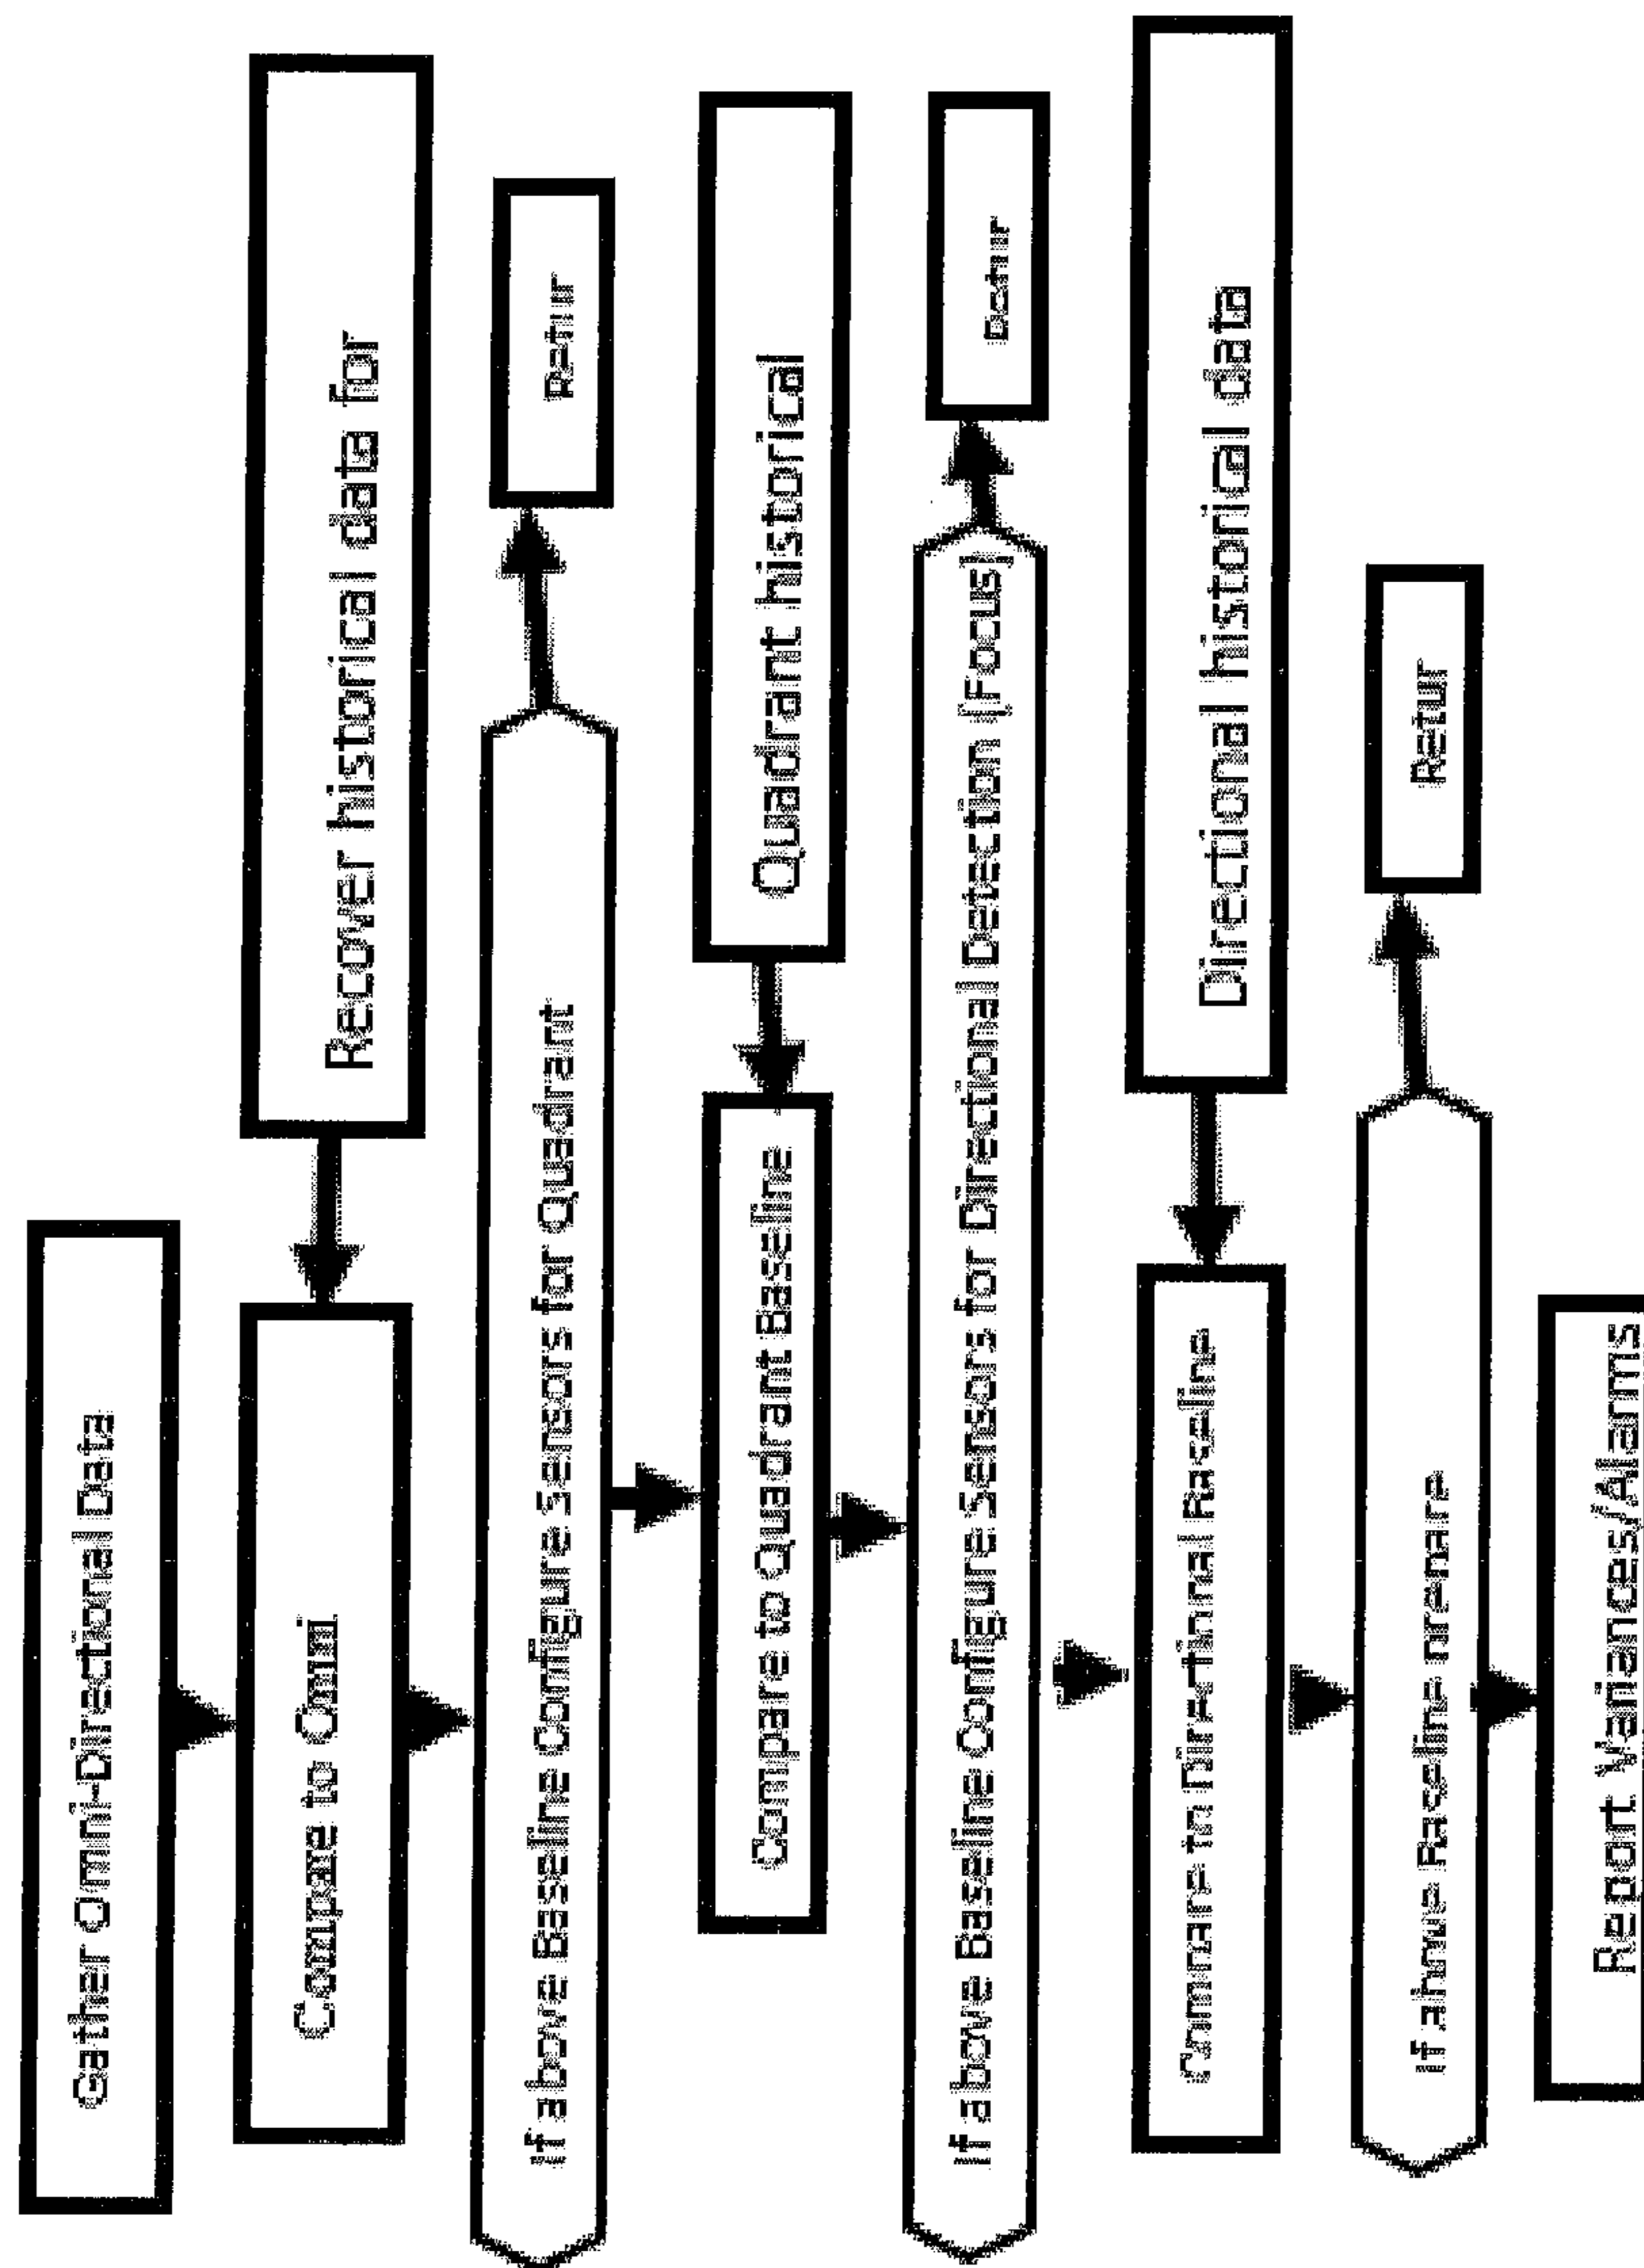 Gather Omni-Directional Data
Recover historical data for
Compare to Omni
If above Baseline Configure Sensors for Quadrant
Retur
Quadrant historical
Compare to Quadrant Baseline
If above Baseline Configure Sensors for Directional Detection (Focus)
Retur
Directional historical data
Compare to Directional Baseline
If above Baseline prepare
Retur
Report Variances/Alarms